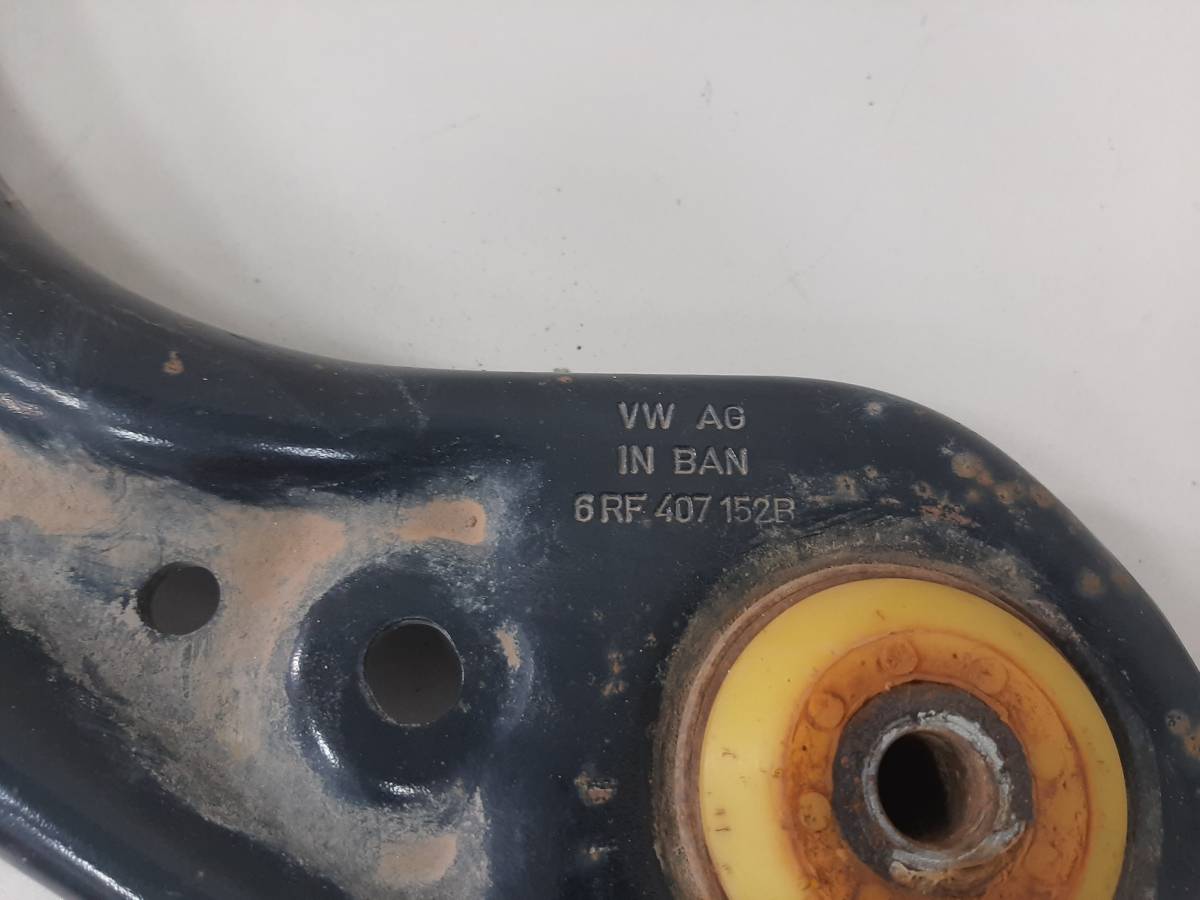 VW AG
IN BAN
6RF 407 152B